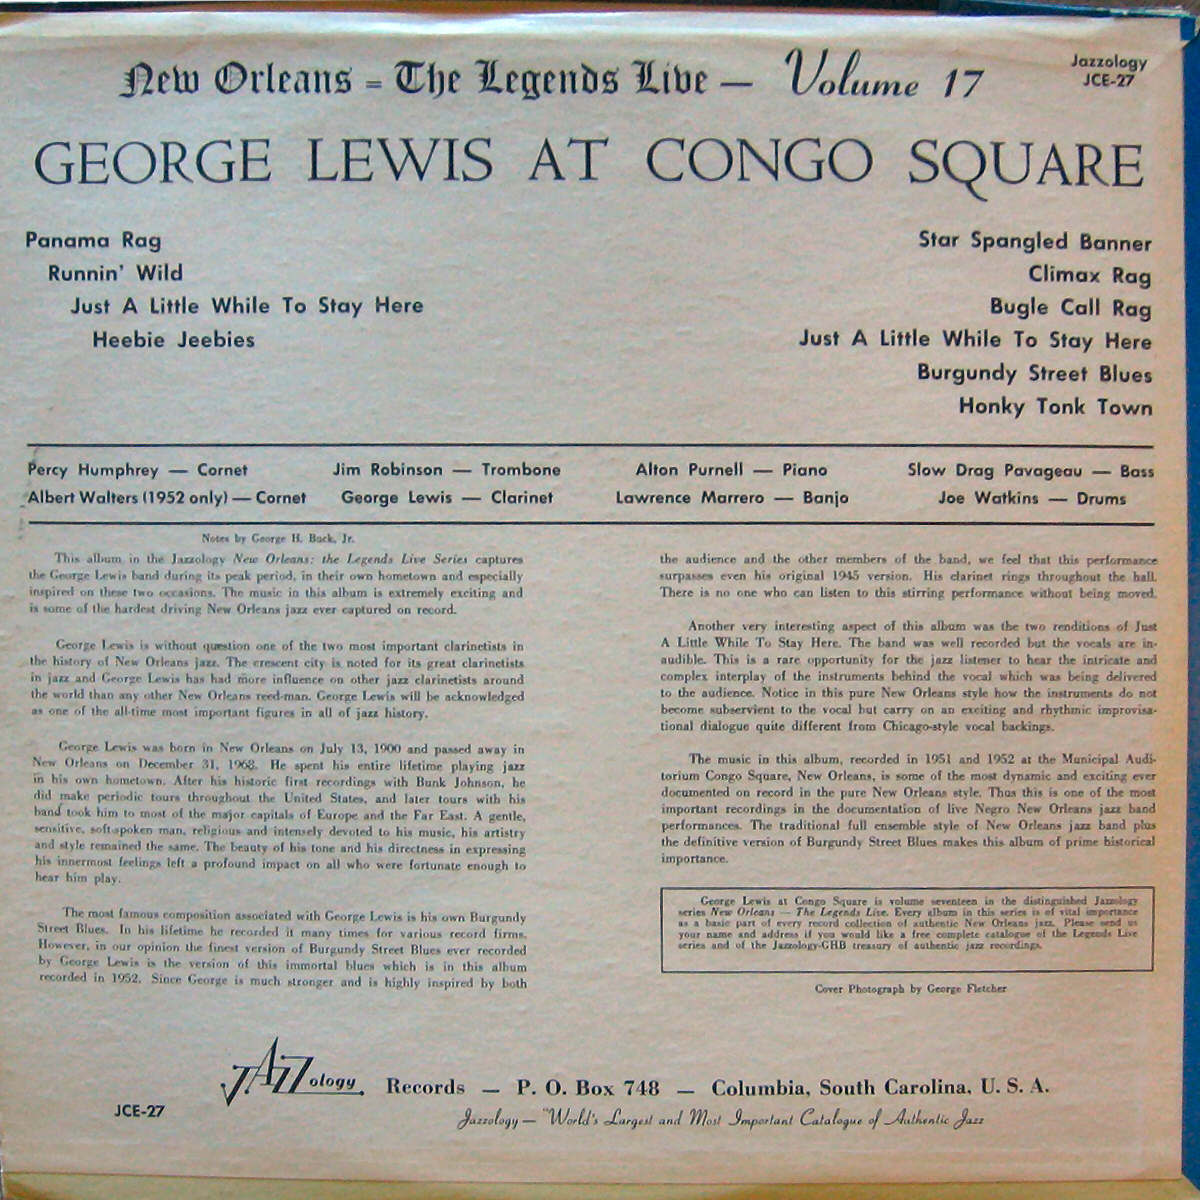 New Orleans = The Legends Live — Volume 17
Jazzology
JCE-27
GEORGE LEWIS AT CONGO SQUARE
Panama Rag
Runnin' Wild
Just A Little While To Stay Here
Heebie Jeebies
Star Spangled Banner
Climax Rag
Bugle Call Rag
Just A Little While To Stay Here
Burgundy Street Blues
Honky Tonk Town
Percy Humphrey — Cornet Jim Robinson — Trombone Alton Purnell — Piano Slow Drag Pavageau — Bass
Albert Walters (1952 only) — Cornet George Lewis — Clarinet Lawrence Marrero — Banjo Joe Watkins — Drums
Notes by George H. Buck, Jr.
This album in the Jazzology New Orleans: the Legends Live Series captures
the George Lewis band during its peak period, in their own hometown and especially
inspired on these two occasions. The music in this album is extremely exciting and
is some of the hardest driving New Orleans jazz ever captured on record.
George Lewis is without question one of the two most important clarinetists in
the history of New Orleans jazz. The crescent city is noted for its great clarinetists
in jazz and George Lewis has had more influence on other jazz clarinetists around
the world than any other New Orleans reed-man. George Lewis will be acknowledged
as one of the all-time most important figures in all of jazz history.
George Lewis was born in New Orleans on July 13, 1900 and passed away in
New Orleans on December 31, 1968. He spent his entire lifetime playing jazz
in his own hometown. After his historic first recordings with Bunk Johnson, he
did make periodic tours throughout the United States, and later tours with his
band took him to most of the major capitals of Europe and the Far East. A gentle,
sensitive, soft-spoken man, religious and intensely devoted to his music, his artistry
and style remained the same. The beauty of his tone and his directness in expressing
his innermost feelings left a profound impact on all who were fortunate enough to
hear him play.
The most famous composition associated with George Lewis is his own Burgundy
Street Blues. In his lifetime he recorded it many times for various record firms.
However, in our opinion the finest version of Burgundy Street Blues ever recorded
by George Lewis is the version of this immortal blues which is in this album
recorded in 1952. Since George is much stronger and is highly inspired by both
the audience and the other members of the band, we feel that this performance
surpasses even his original 1945 version. His clarinet rings throughout the hall.
There is no one who can listen to this stirring performance without being moved.
Another very interesting aspect of this album was the two renditions of Just
A Little While To Stay Here. The band was well recorded but the vocals are in-
audible. This is a rare opportunity for the jazz listener to hear the intricate and
complex interplay of the instruments behind the vocal which was being delivered
to the audience. Notice in this pure New Orleans style how the instruments do not
become subservient to the vocal but carry on an exciting and rhythmic improvisa-
tional dialogue quite different from Chicago-style vocal backings.
The music in this album, recorded in 1951 and 1952 at the Municipal Audi-
torium Congo Square, New Orleans, is some of the most dynamic and exciting ever
documented on record in the pure New Orleans style. Thus this is one of the most
important recordings in the documentation of live Negro New Orleans jazz band
performances. The traditional full ensemble style of New Orleans jazz band plus
the definitive version of Burgundy Street Blues makes this album of prime historical
importance.
George Lewis at Congo Square is volume seventeen in the distinguished Jazzology
series New Orleans — The Legends Live. Every album in this series is of vital importance
as a basic part of every record collection of authentic New Orleans jazz. Please send us
your name and address if you would like a free complete catalogue of the Legends Live
series and of the Jazzology-GHB treasury of authentic jazz recordings.
Cover Photograph by George Fletcher
JAZZology Records — P. O. Box 748 — Columbia, South Carolina, U. S. A.
JCE-27
Jazzology — "World's Largest and Most Important Catalogue of Authentic Jazz